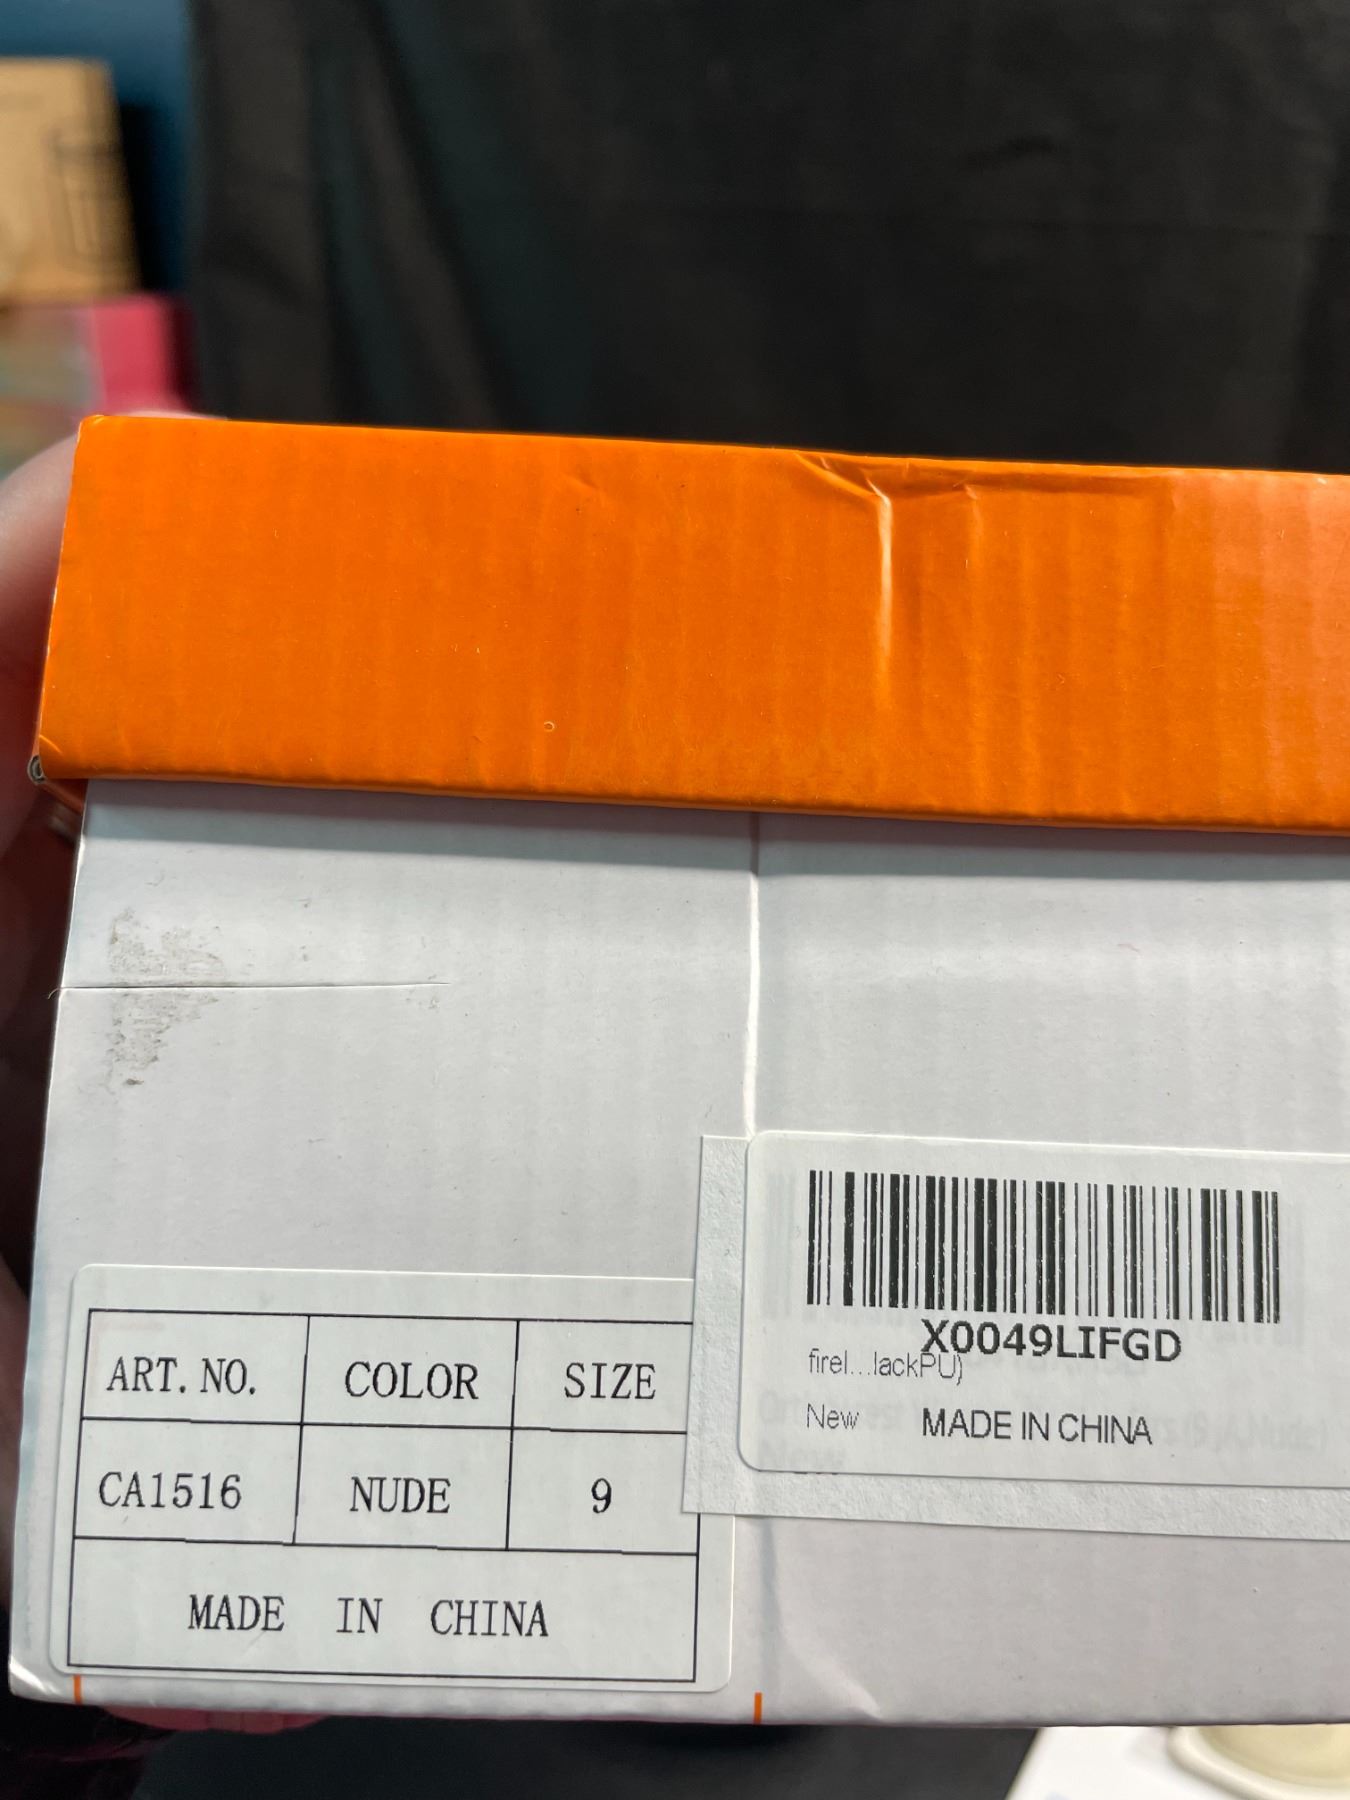 X0049LIFGD
firel...lackPU)
New MADE IN CHINA
ART. NO. COLOR SIZE
CA1516 NUDE 9
MADE IN CHINA